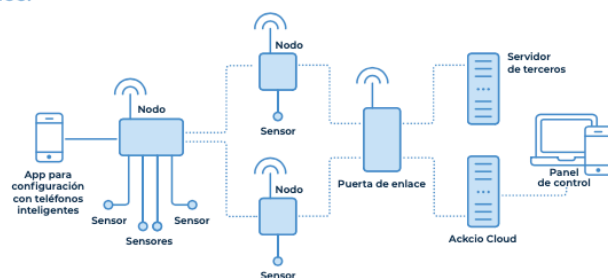 Nodo
Servidor
de terceros
Nodo
Sensor
App para
configuración
con teléfonos
inteligentes
Nodo
Puerta de enlace
Panel
de control
Sensor
Sensor
Sensores
Ackcio Cloud
Sensor